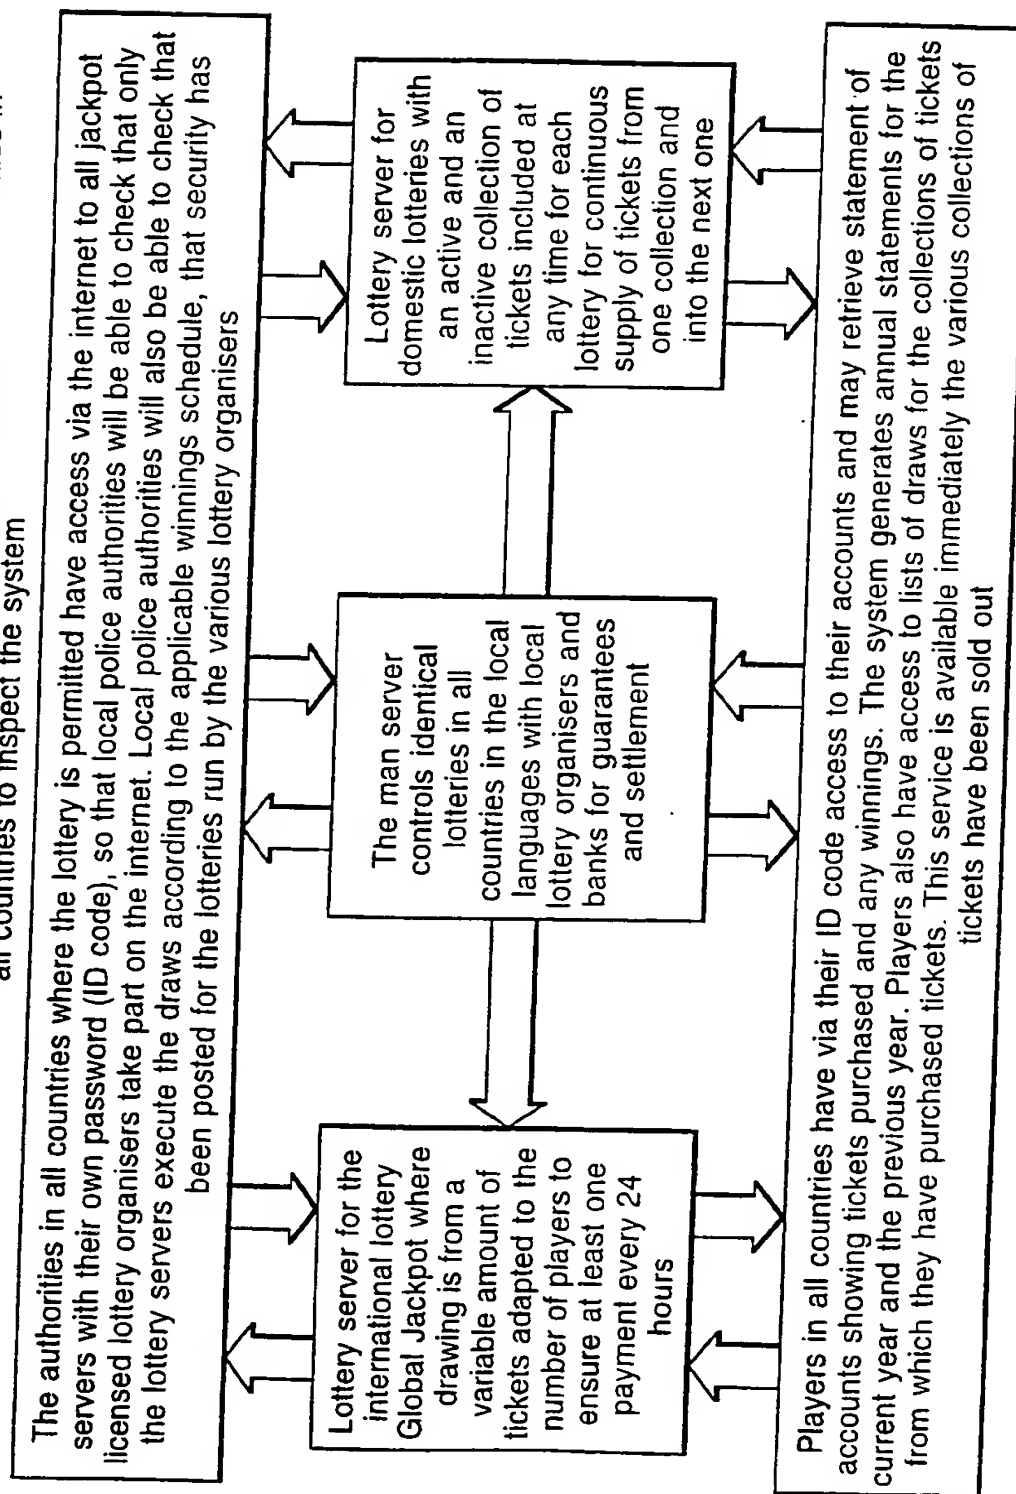 all countries to inspect the system
The authorities in all countries where the lottery is permitted have access via the internet to all jackpot
servers with their own password (ID code), so that local police authorities will be able to check that only
licensed lottery organisers take part on the internet. Local police authorities will also be able to check that
the lottery servers execute the draws according to the applicable winnings schedule, that security has
been posted for the lotteries run by the various lottery organisers
Lottery server for the
international lottery
Global Jackpot where
drawing is from a
variable amount of
tickets adapted to the
number of players to
ensure at least one
payment every 24
hours
The man server
controls identical
lotteries in all
countries in the local
languages with local
lottery organisers and
banks for guarantees
and settlement
Lottery server for
domestic lotteries with
an active and an
inactive collection of
tickets included at
any time for each
lottery for continuous
supply of tickets from
one collection and
into the next one
Players in all countries have via their ID code access to their accounts and may retrieve statement of
accounts showing tickets purchased and any winnings. The system generates annual statements for the
current year and the previous year. Players also have access to lists of draws for the collections of tickets
from which they have purchased tickets. This service is available immediately the various collections of
tickets have been sold out